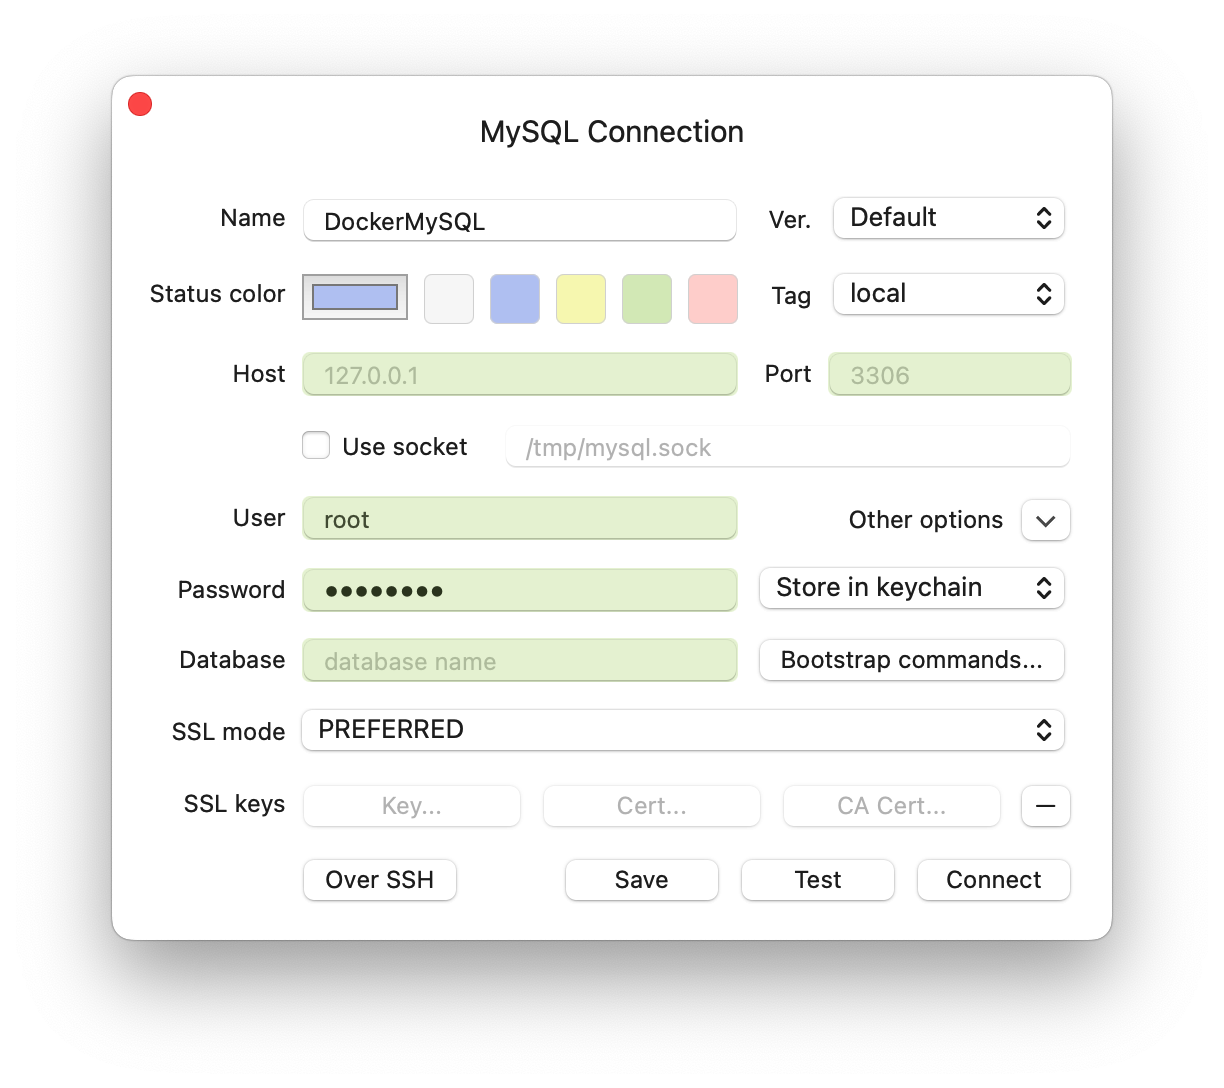 MySQL Connection
Name DockerMySQL Ver. Default
Status color Tag local
Host 127.0.0.1 Port 3306
Use socket /tmp/mysql.sock
User root Other options
Password •••••••• Store in keychain
Database database name Bootstrap commands...
SSL mode PREFERRED
SSL keys Key... Cert... CA Cert...
Over SSH Save Test Connect